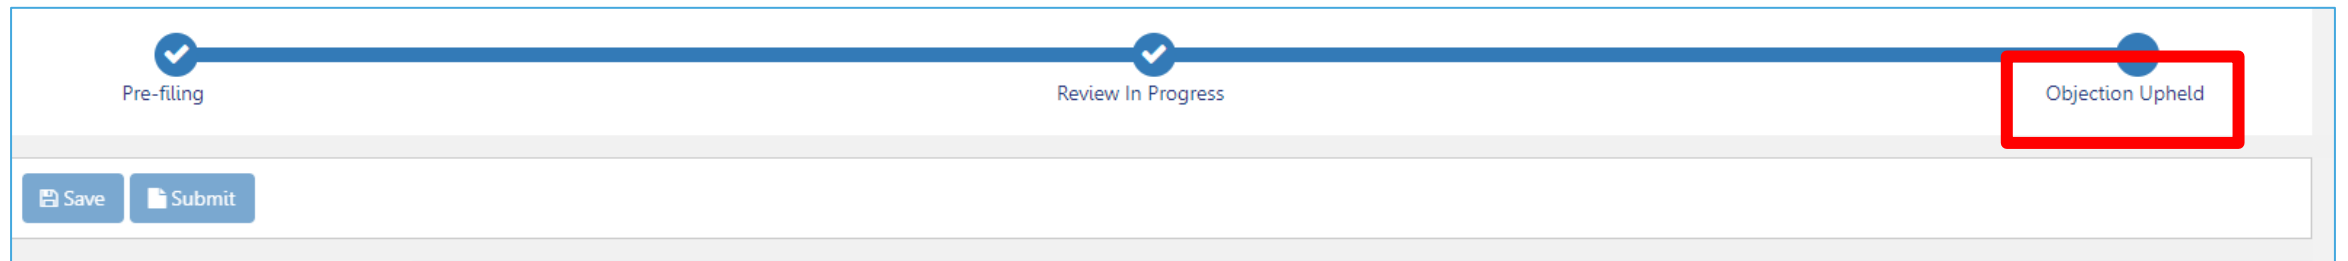 Pre-filing Review In Progress Objection Upheld
Save Submit